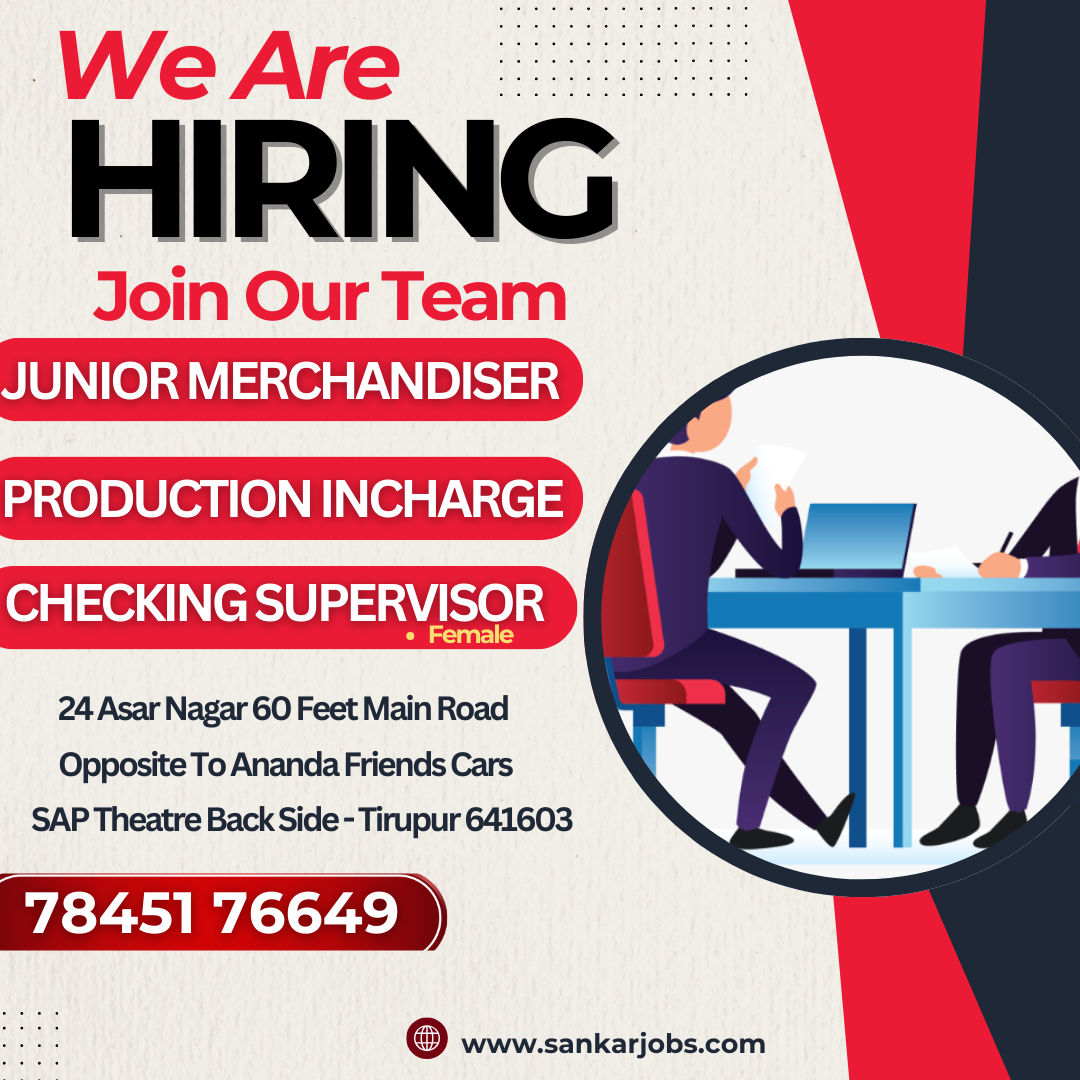 We Are
HIRING
Join Our Team
JUNIOR MERCHANDISER
PRODUCTION INCHARGE
CHECKING SUPERVISOR
• Female
24 Asar Nagar 60 Feet Main Road
Opposite To Ananda Friends Cars
SAP Theatre Back Side - Tirupur 641603
78451 76649
www.sankarjobs.com